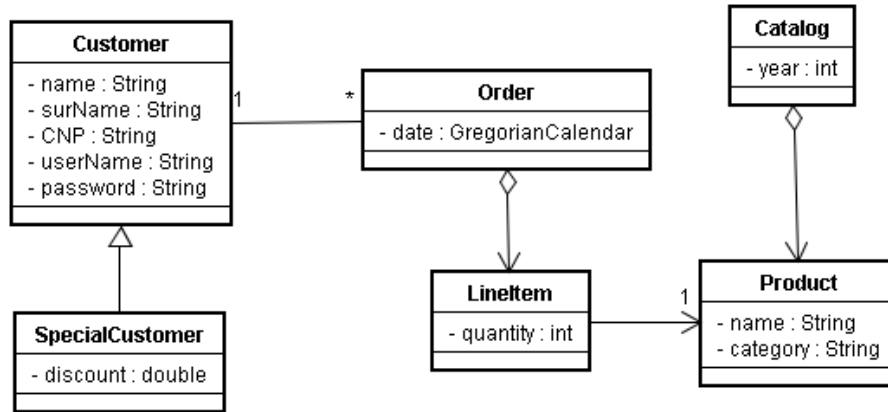 Customer
- name : String
- surName : String
- CNP : String
- userName : String
- password : String
1
*
Order
- date : GregorianCalendar
Catalog
- year : int
SpecialCustomer
- discount : double
LineItem
- quantity : int
1
Product
- name : String
- category : String